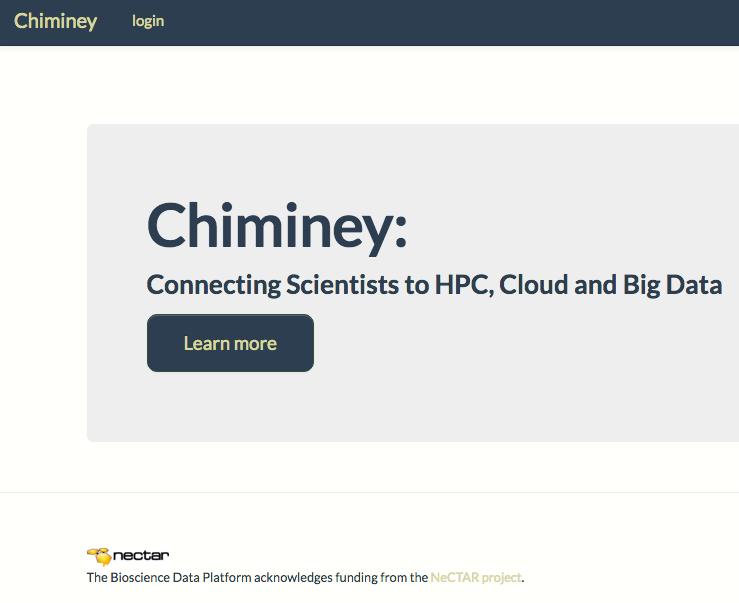 Chiminey login
Chiminey:
Connecting Scientists to HPC, Cloud and Big Data
Learn more
nectar
The Bioscience Data Platform acknowledges funding from the NeCTAR project.